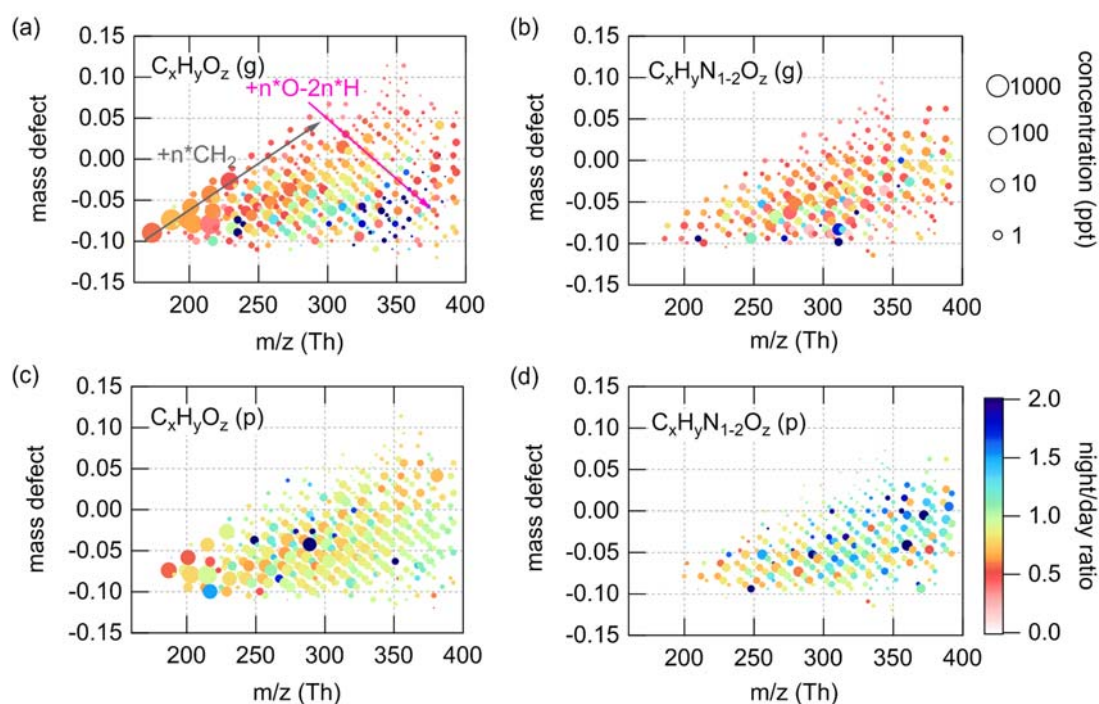 (a)
CxHyOz (g)
+n*O-2n*H
+n*CH2
0.15
0.10
0.05
0.00
-0.05
-0.10
-0.15
mass defect
200
250
300
350
400
m/z (Th)
(b)
CxHyN1-2Oz (g)
0.15
0.10
0.05
0.00
-0.05
-0.10
-0.15
mass defect
200
250
300
350
400
m/z (Th)
1000
100
10
1
concentration (ppt)
(c)
CxHyOz (p)
0.15
0.10
0.05
0.00
-0.05
-0.10
-0.15
mass defect
200
250
300
350
400
m/z (Th)
(d)
CxHyN1-2Oz (p)
0.15
0.10
0.05
0.00
-0.05
-0.10
-0.15
mass defect
200
250
300
350
400
m/z (Th)
2.0
1.5
1.0
0.5
0.0
night/day ratio